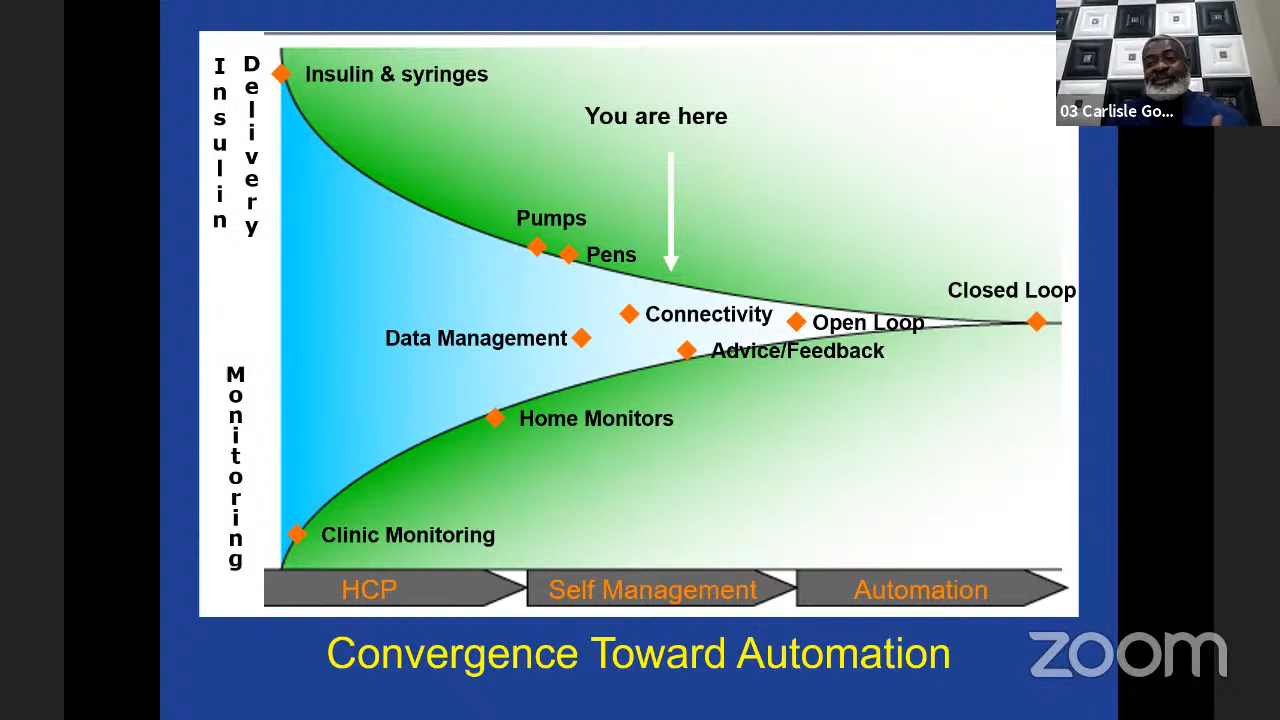 Insulin
Delivery
Insulin & syringes
You are here
Pumps
Pens
Closed Loop
Connectivity
Open Loop
Data Management
Advice/Feedback
Monitoring
Home Monitors
Clinic Monitoring
HCP
Self Management
Automation
Convergence Toward Automation
03 Carlisle Go...
zoom